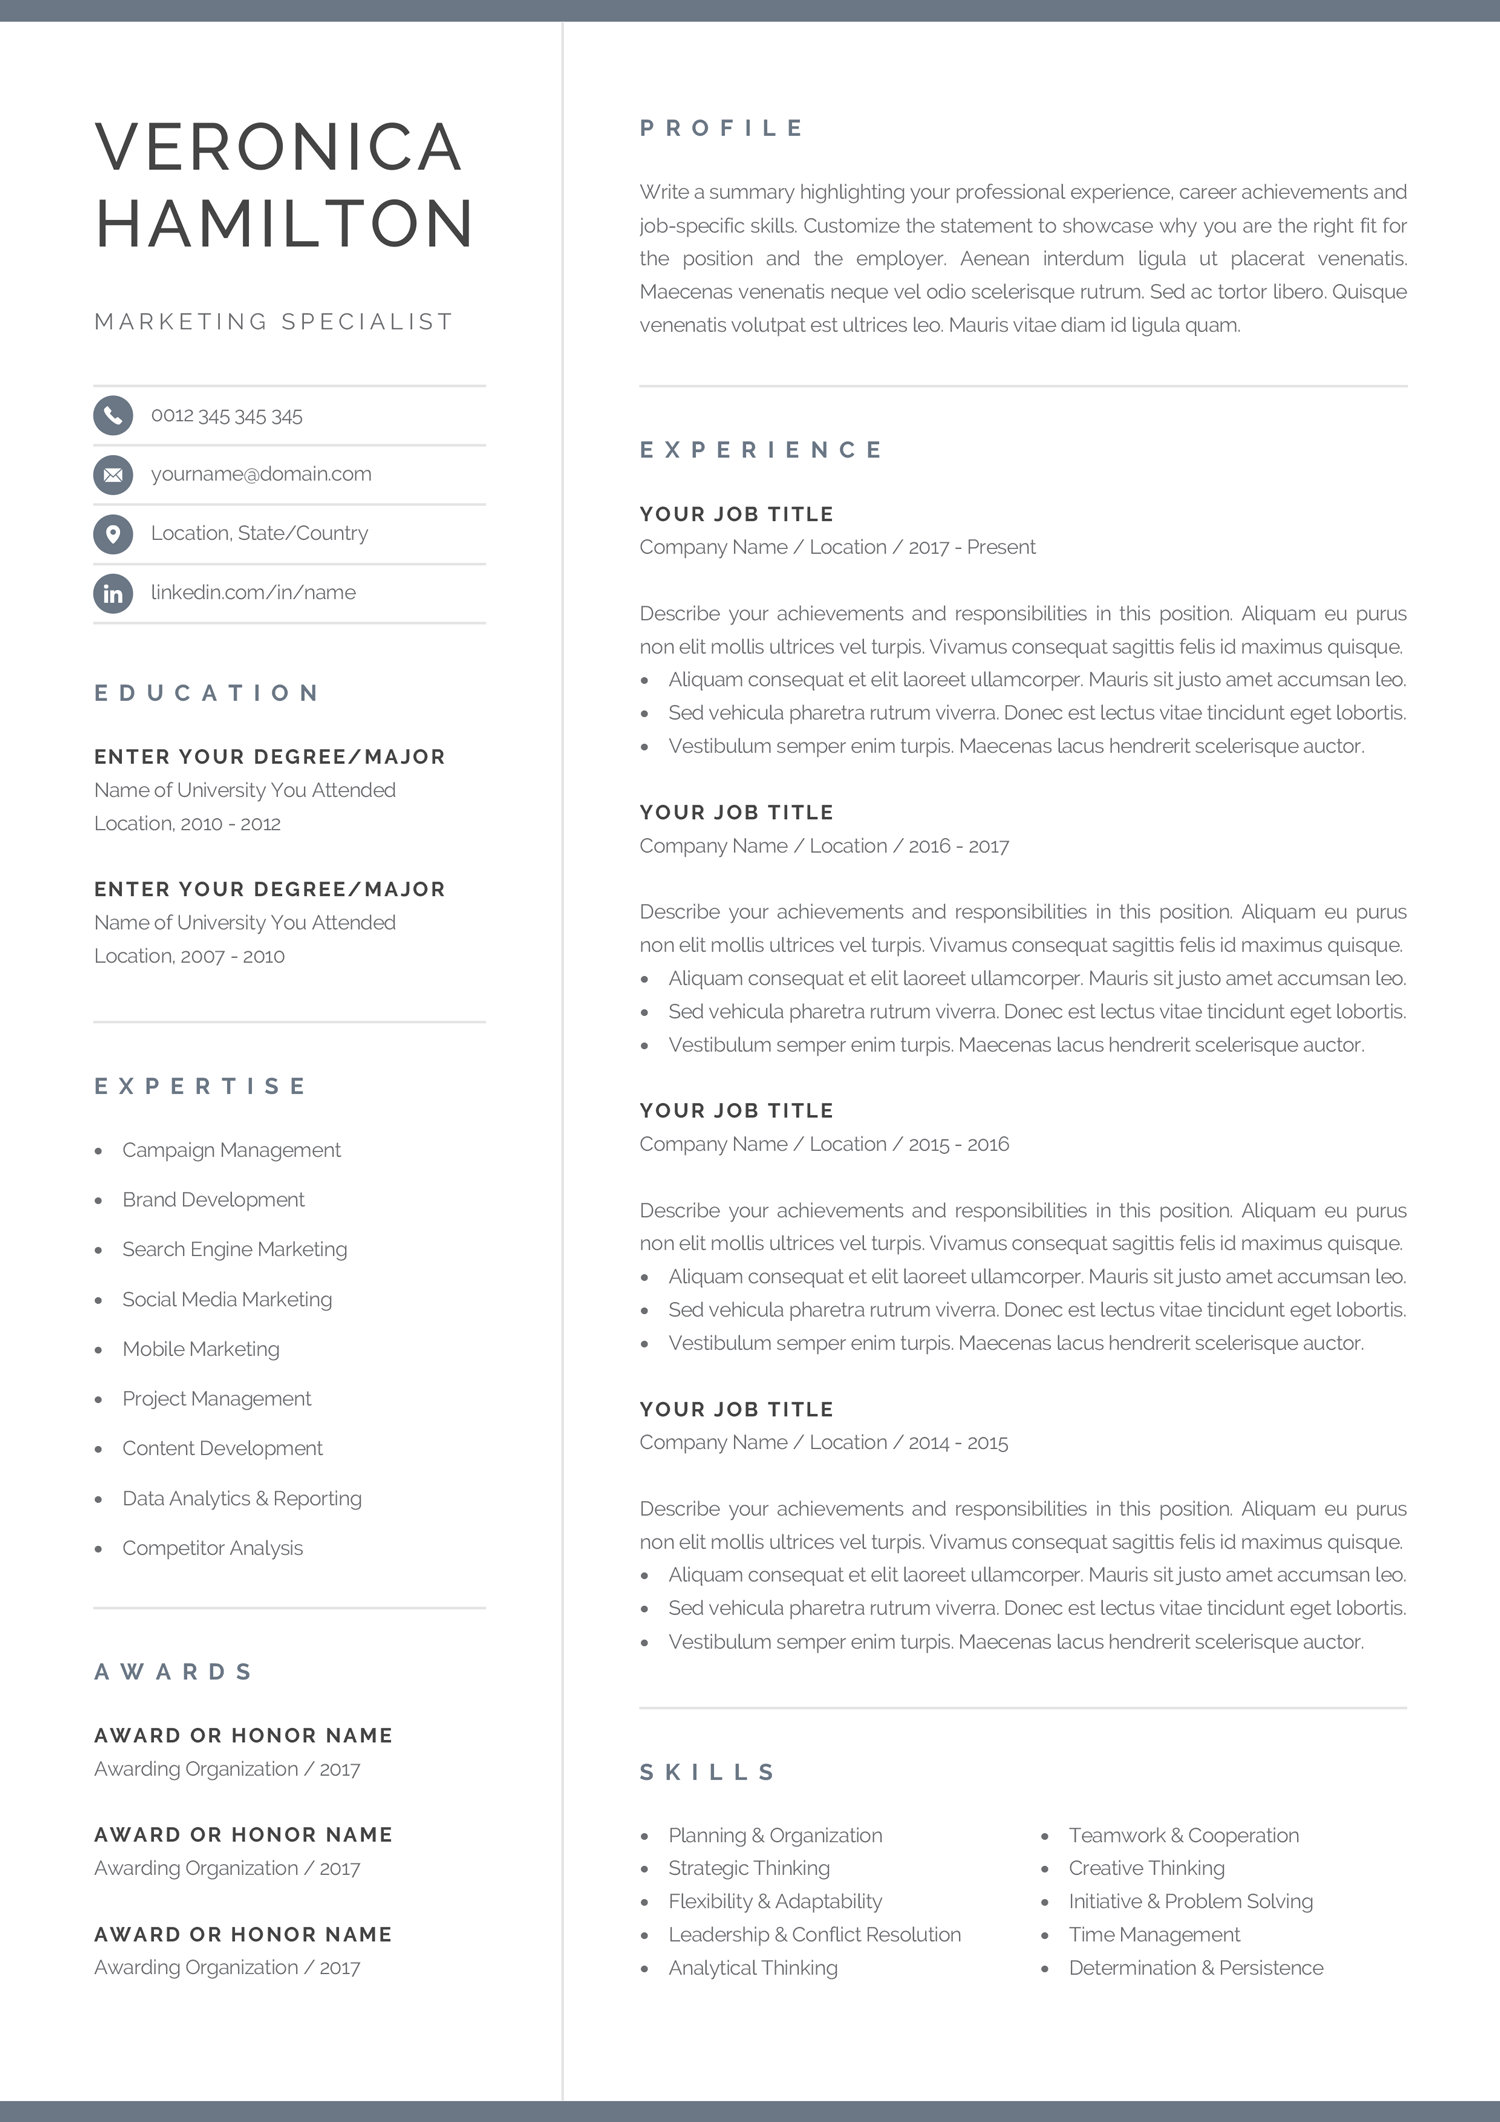 VERONICA
HAMILTON
MARKETING SPECIALIST
0012 345 345 345
yourname@domain.com
Location, State/Country
linkedin.com/in/name
EDUCATION
ENTER YOUR DEGREE/MAJOR
Name of University You Attended
Location, 2010 - 2012
ENTER YOUR DEGREE/MAJOR
Name of University You Attended
Location, 2007 - 2010
EXPERTISE
• Campaign Management
• Brand Development
• Search Engine Marketing
• Social Media Marketing
• Mobile Marketing
• Project Management
• Content Development
• Data Analytics & Reporting
• Competitor Analysis
AWARDS
AWARD OR HONOR NAME
Awarding Organization / 2017
AWARD OR HONOR NAME
Awarding Organization / 2017
AWARD OR HONOR NAME
Awarding Organization / 2017
PROFILE
Write a summary highlighting your professional experience, career achievements and
job-specific skills. Customize the statement to showcase why you are the right fit for
the position and the employer. Aenean interdum ligula ut placerat venenatis.
Maecenas venenatis neque vel odio scelerisque rutrum. Sed ac tortor libero. Quisque
venenatis volutpat est ultrices leo. Mauris vitae diam id ligula quam.
EXPERIENCE
YOUR JOB TITLE
Company Name / Location / 2017 - Present
Describe your achievements and responsibilities in this position. Aliquam eu purus
non elit mollis ultrices vel turpis. Vivamus consequat sagittis felis id maximus quisque.
• Aliquam consequat et elit laoreet ullamcorper. Mauris sit justo amet accumsan leo.
• Sed vehicula pharetra rutrum viverra. Donec est lectus vitae tincidunt eget lobortis.
• Vestibulum semper enim turpis. Maecenas lacus hendrerit scelerisque auctor.
YOUR JOB TITLE
Company Name / Location / 2016 - 2017
Describe your achievements and responsibilities in this position. Aliquam eu purus
non elit mollis ultrices vel turpis. Vivamus consequat sagittis felis id maximus quisque.
• Aliquam consequat et elit laoreet ullamcorper. Mauris sit justo amet accumsan leo.
• Sed vehicula pharetra rutrum viverra. Donec est lectus vitae tincidunt eget lobortis.
• Vestibulum semper enim turpis. Maecenas lacus hendrerit scelerisque auctor.
YOUR JOB TITLE
Company Name / Location / 2015 - 2016
Describe your achievements and responsibilities in this position. Aliquam eu purus
non elit mollis ultrices vel turpis. Vivamus consequat sagittis felis id maximus quisque.
• Aliquam consequat et elit laoreet ullamcorper. Mauris sit justo amet accumsan leo.
• Sed vehicula pharetra rutrum viverra. Donec est lectus vitae tincidunt eget lobortis.
• Vestibulum semper enim turpis. Maecenas lacus hendrerit scelerisque auctor.
YOUR JOB TITLE
Company Name / Location / 2014 - 2015
Describe your achievements and responsibilities in this position. Aliquam eu purus
non elit mollis ultrices vel turpis. Vivamus consequat sagittis felis id maximus quisque.
• Aliquam consequat et elit laoreet ullamcorper. Mauris sit justo amet accumsan leo.
• Sed vehicula pharetra rutrum viverra. Donec est lectus vitae tincidunt eget lobortis.
• Vestibulum semper enim turpis. Maecenas lacus hendrerit scelerisque auctor.
SKILLS
• Planning & Organization
• Strategic Thinking
• Flexibility & Adaptability
• Leadership & Conflict Resolution
• Analytical Thinking
• Teamwork & Cooperation
• Creative Thinking
• Initiative & Problem Solving
• Time Management
• Determination & Persistence